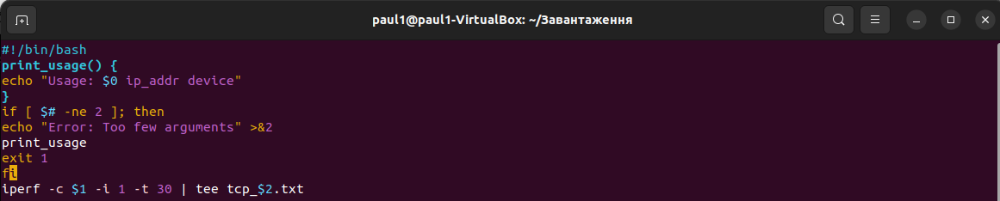 paul1@paul1-VirtualBox: ~/Завантаження
#!/bin/bash
print_usage() {
echo "Usage: $0 ip_addr device"
}
if [ $# -ne 2 ]; then
echo "Error: Too few arguments" >&2
print_usage
exit 1
fi
iperf -c $1 -i 1 -t 30 | tee tcp_$2.txt